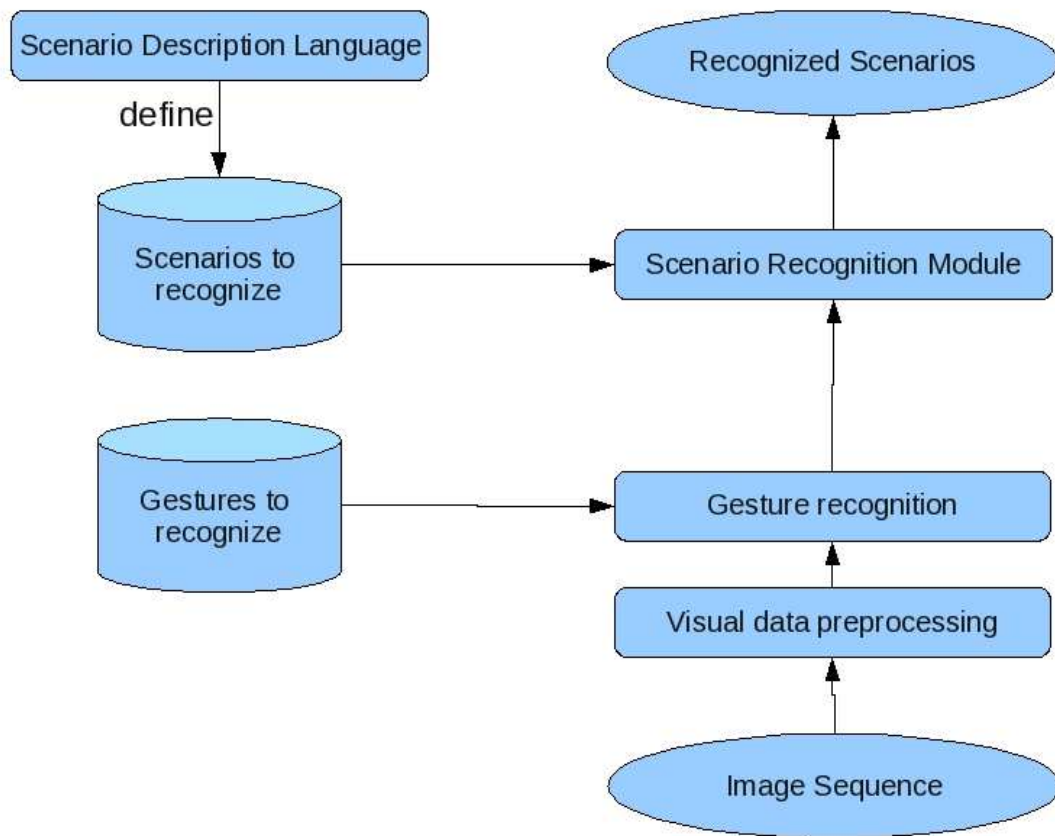 Scenario Description Language
define
Scenarios to
recognize
Gestures to
recognize
Recognized Scenarios
Scenario Recognition Module
Gesture recognition
Visual data preprocessing
Image Sequence